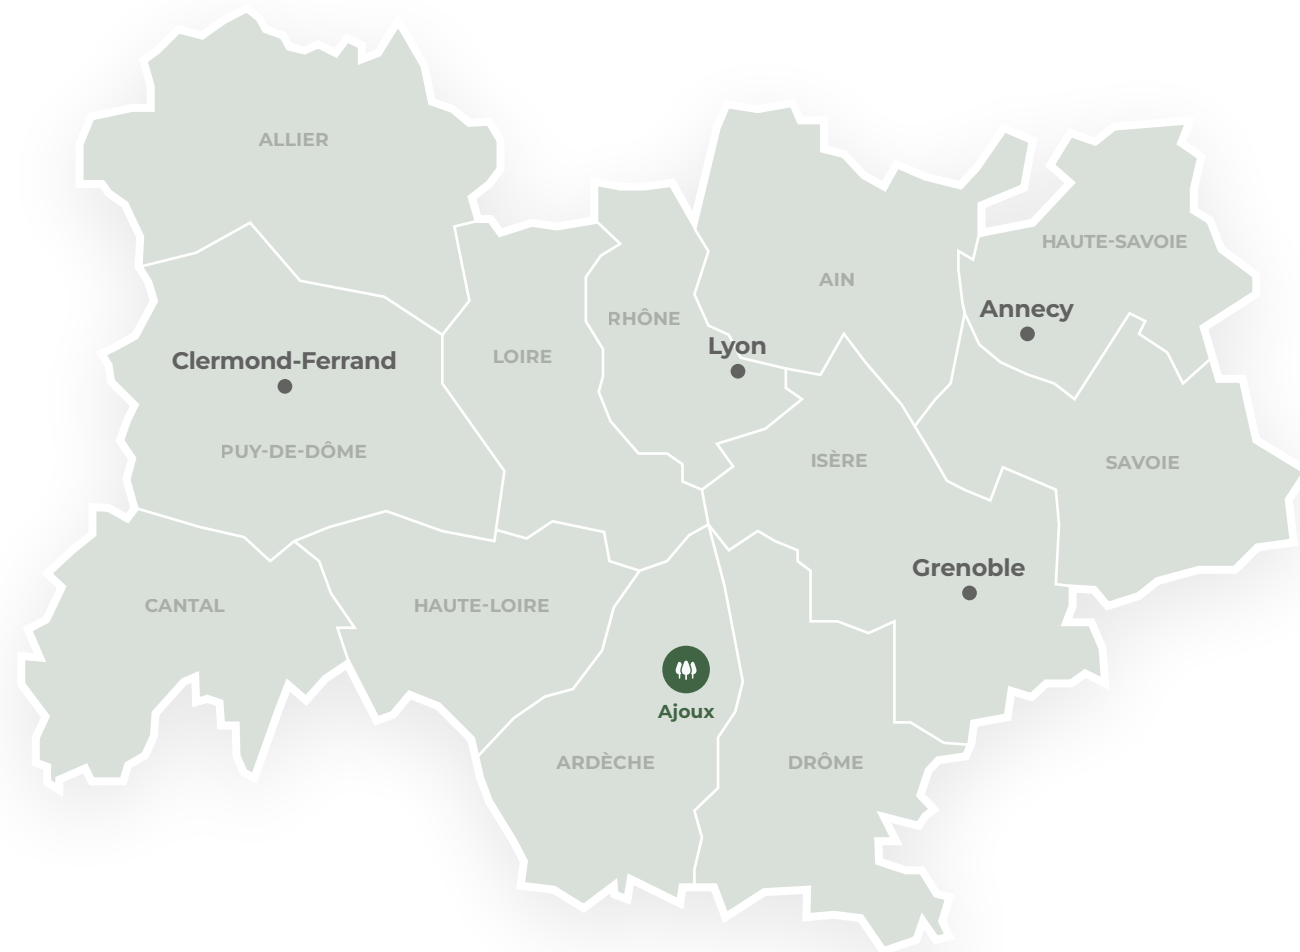 ALLIER
HAUTE-SAVOIE
AIN
Annecy
RHÔNE
Lyon
LOIRE
Clermond-Ferrand
PUY-DE-DÔME
ISÈRE
SAVOIE
Grenoble
CANTAL
HAUTE-LOIRE
Ajoux
ARDÈCHE
DRÔME